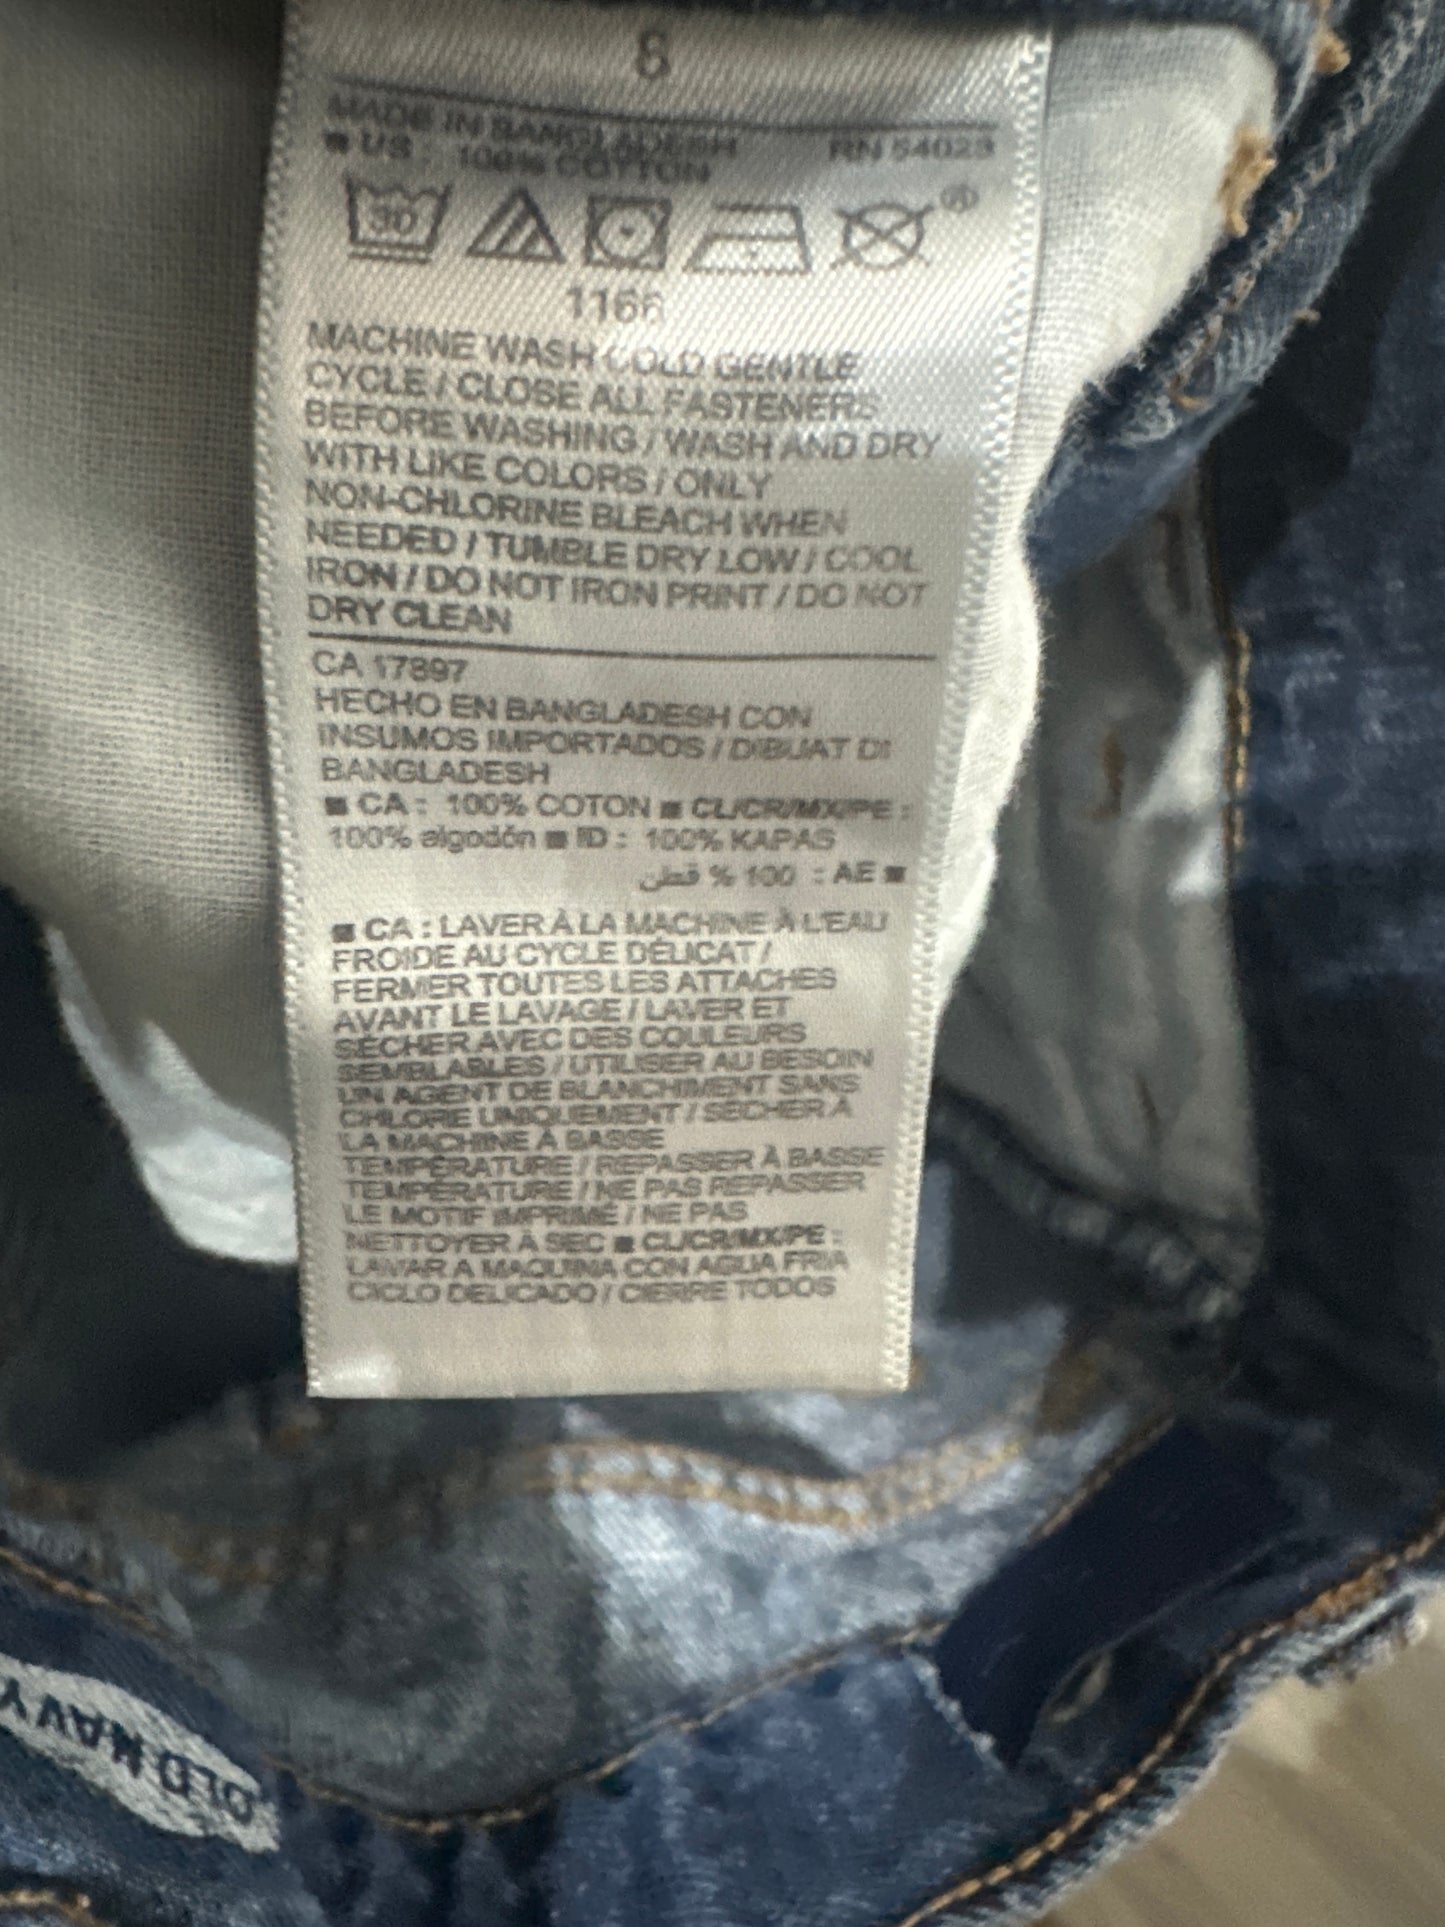 8
MADE IN BANGLADESH RN 54023
■ US : 100% COTTON
30
®
1166
MACHINE WASH COLD GENTLE
CYCLE / CLOSE ALL FASTENERS
BEFORE WASHING / WASH AND DRY
WITH LIKE COLORS / ONLY
NON-CHLORINE BLEACH WHEN
NEEDED / TUMBLE DRY LOW / COOL
IRON / DO NOT IRON PRINT / DO NOT
DRY CLEAN
CA 17897
HECHO EN BANGLADESH CON
INSUMOS IMPORTADOS / DIBUAT DI
BANGLADESH
■ CA : 100% COTON ■ CL/CR/MX/PE :
100% algodón ■ ID : 100% KAPAS
■ AE : 100 % قطن
■ CA : LAVER À LA MACHINE À L'EAU
FROIDE AU CYCLE DÉLICAT /
FERMER TOUTES LES ATTACHES
AVANT LE LAVAGE / LAVER ET
SÉCHER AVEC DES COULEURS
SEMBLABLES / UTILISER AU BESOIN
UN AGENT DE BLANCHIMENT SANS
CHLORE UNIQUEMENT / SÉCHER À
LA MACHINE À BASSE
TEMPÉRATURE / REPASSER À BASSE
TEMPÉRATURE / NE PAS REPASSER
LE MOTIF IMPRIMÉ / NE PAS
NETTOYER À SEC ■ CL/CR/MX/PE :
LAVAR A MAQUINA CON AGUA FRIA
CICLO DELICADO / CIERRE TODOS
OLD NAVY